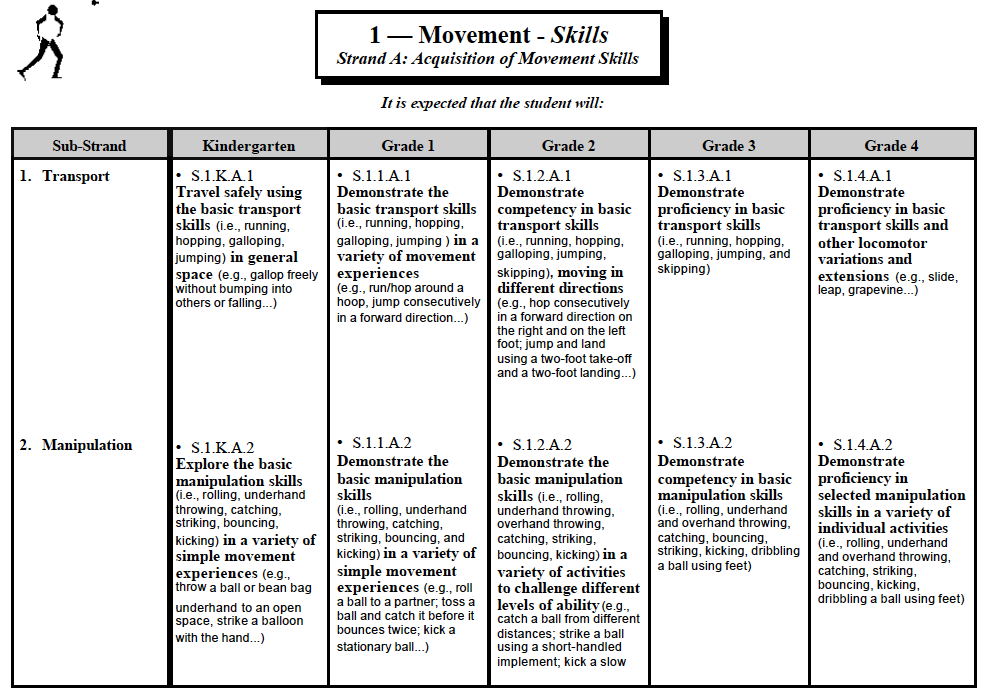 1 — Movement - Skills
Strand A: Acquisition of Movement Skills
It is expected that the student will:
Sub-Strand
Kindergarten
Grade 1
Grade 2
Grade 3
Grade 4
1. Transport
• S.1.K.A.1
Travel safely using
the basic transport
skills (i.e., running,
hopping, galloping,
jumping) in general
space (e.g., gallop freely
without bumping into
others or falling...)
• S.1.1.A.1
Demonstrate the
basic transport skills
(i.e., running, hopping,
galloping, jumping ) in a
variety of movement
experiences
(e.g., run/hop around a
hoop, jump consecutively
in a forward direction...)
• S.1.2.A.1
Demonstrate
competency in basic
transport skills
(i.e., running, hopping,
galloping, jumping,
skipping), moving in
different directions
(e.g., hop consecutively
in a forward direction on
the right and on the left
foot; jump and land
using a two-foot take-off
and a two-foot landing...)
• S.1.3.A.1
Demonstrate
proficiency in basic
transport skills
(i.e., running, hopping,
galloping, jumping, and
skipping)
• S.1.4.A.1
Demonstrate
proficiency in basic
transport skills and
other locomotor
variations and
extensions (e.g., slide,
leap, grapevine...)
2. Manipulation
• S.1.K.A.2
Explore the basic
manipulation skills
(i.e., rolling, underhand
throwing, catching,
striking, bouncing,
kicking) in a variety of
simple movement
experiences (e.g.,
throw a ball or bean bag
underhand to an open
space, strike a balloon
with the hand...)
• S.1.1.A.2
Demonstrate the
basic manipulation
skills
(i.e., rolling, underhand
throwing, catching,
striking, bouncing, and
kicking) in a variety of
simple movement
experiences (e.g., roll
a ball to a partner; toss a
ball and catch it before it
bounces twice; kick a
stationary ball...)
• S.1.2.A.2
Demonstrate the
basic manipulation
skills (i.e., rolling,
underhand throwing,
overhand throwing,
catching, striking,
bouncing, kicking) in a
variety of activities
to challenge different
levels of ability (e.g.,
catch a ball from different
distances; strike a ball
using a short-handled
implement; kick a slow
• S.1.3.A.2
Demonstrate
competency in basic
manipulation skills
(i.e., rolling, underhand
and overhand throwing,
catching, bouncing,
striking, kicking, dribbling
a ball using feet)
• S.1.4.A.2
Demonstrate
proficiency in
selected manipulation
skills in a variety of
individual activities
(i.e., rolling, underhand
and overhand throwing,
catching, striking,
bouncing, kicking,
dribbling a ball using feet)